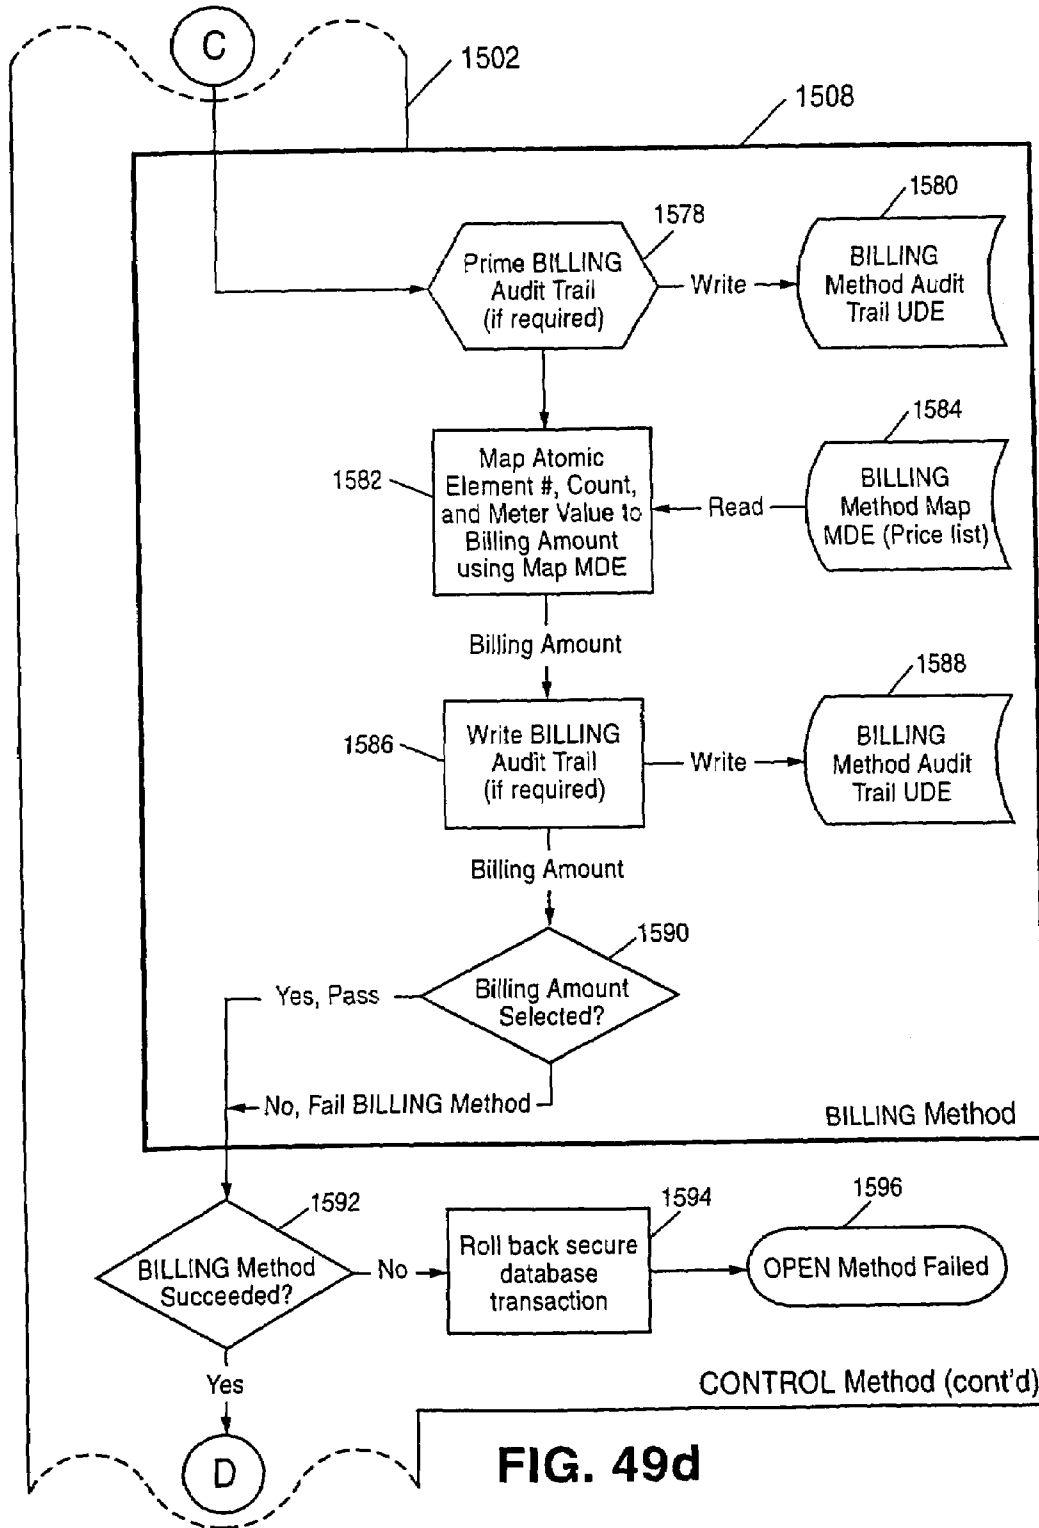 C
1502
1508
1578
1580
Prime BILLING
Audit Trail
(if required)
Write
BILLING
Method Audit
Trail UDE
1584
1582
Map Atomic
Element #, Count,
and Meter Value to
Billing Amount
using Map MDE
Read
BILLING
Method Map
MDE (Price list)
Billing Amount
1588
1586
Write BILLING
Audit Trail
(if required)
Write
BILLING
Method Audit
Trail UDE
Billing Amount
1590
Yes, Pass
Billing Amount
Selected?
No, Fail BILLING Method
BILLING Method
1592
1594
1596
BILLING Method
Succeeded?
No
Roll back secure
database
transaction
OPEN Method Failed
Yes
CONTROL Method (cont'd)
D
FIG. 49d